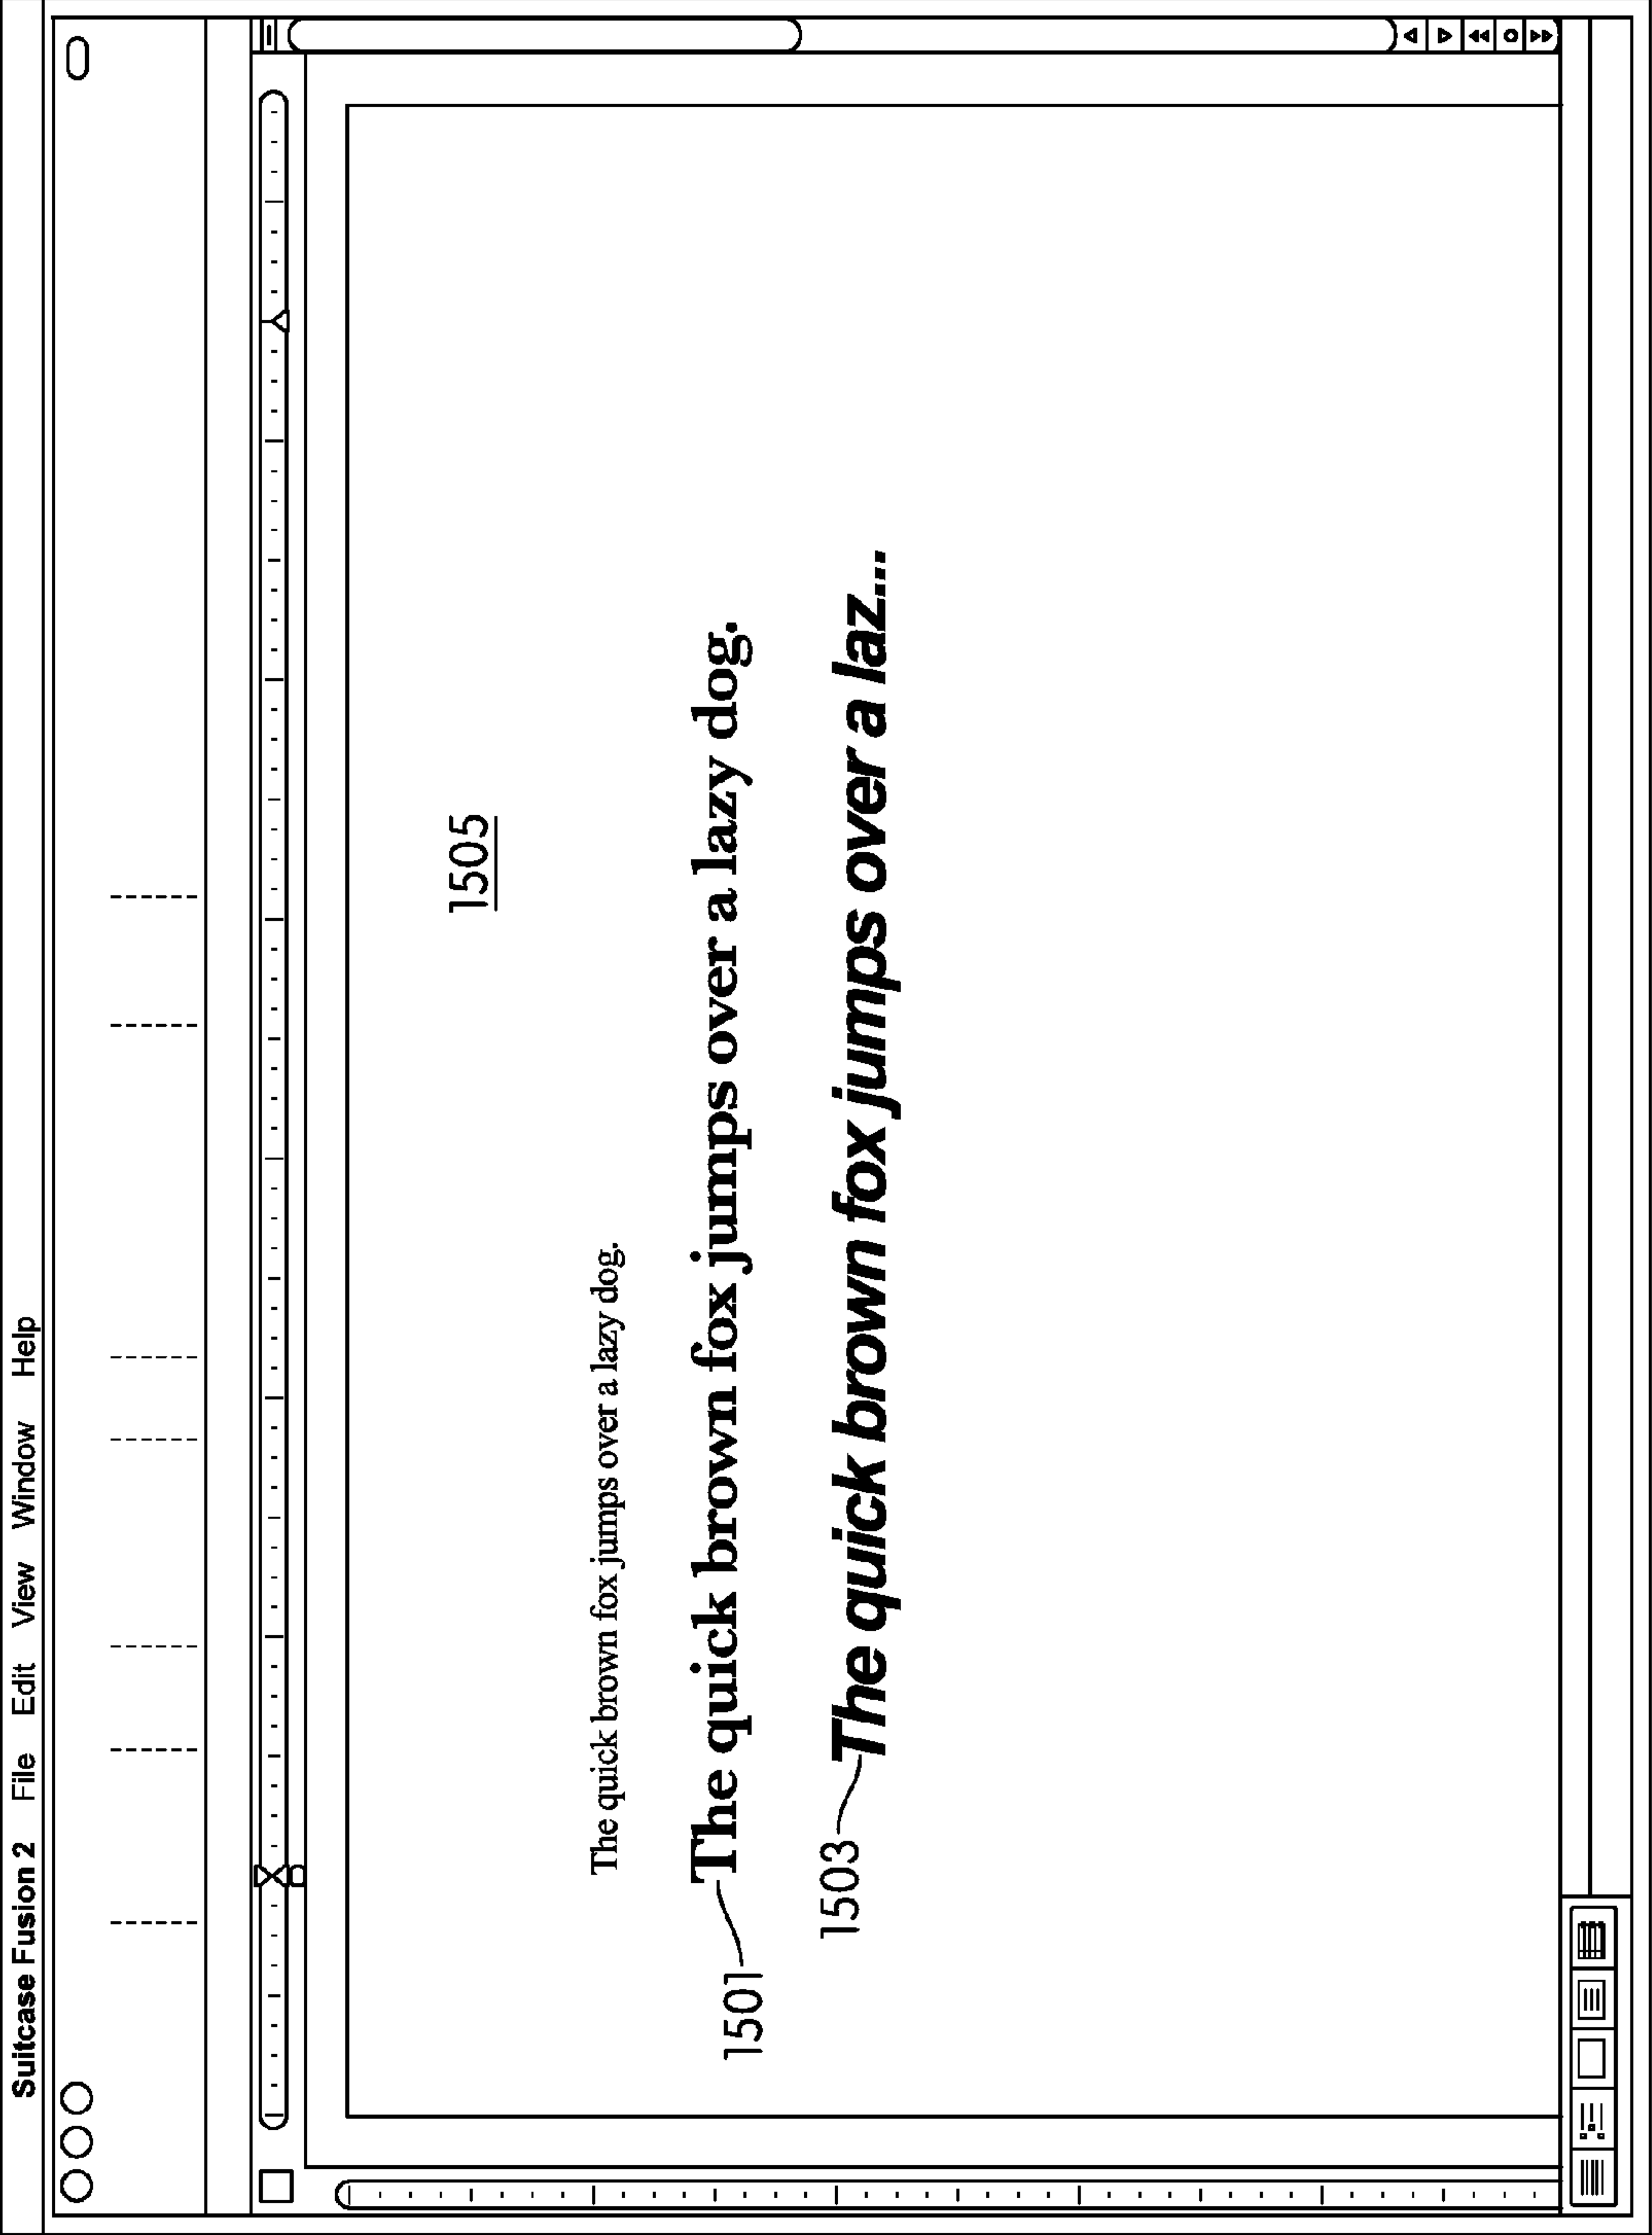 Suitcase Fusion 2 File Edit View Window Help
1505
The quick brown fox jumps over a lazy dog.
1501 The quick brown fox jumps over a lazy dog.
1503 The quick brown fox jumps over a laz...